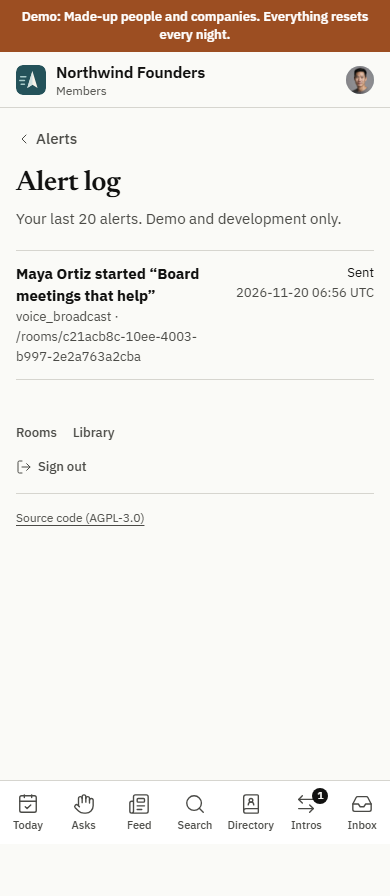 Demo: Made-up people and companies. Everything resets
every night.
Northwind Founders
Members
Alerts
Alert log
Your last 20 alerts. Demo and development only.
Maya Ortiz started “Board
meetings that help”
voice_broadcast ·
/rooms/c21acb8c-10ee-4003-
b997-2e2a763a2cba
Sent
2026-11-20 06:56 UTC
Rooms Library
Sign out
Source code (AGPL-3.0)
1
Today Asks Feed Search Directory Intros Inbox